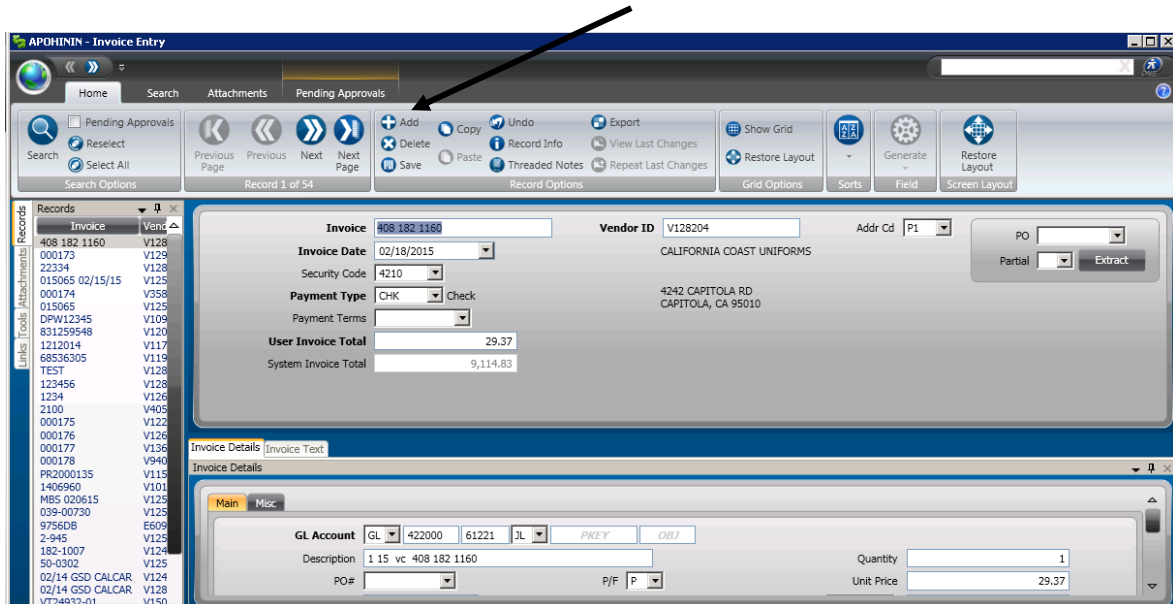 APOHININ - Invoice Entry
Home Search Attachments Pending Approvals
Search
Pending Approvals
Reselect
Select All
Search Options
Previous Page
Previous
Next
Next Page
Record 1 of 54
Add
Delete
Save
Copy
Paste
Undo
Record Info
Threaded Notes
Export
View Last Changes
Repeat Last Changes
Record Options
Show Grid
Restore Layout
Grid Options
Sorts
Generate
Field
Restore Layout
Screen Layout
Records
Attachments
Tools
Links
Records
Invoice Vend
408 182 1160 V128
000173 V129
22334 V128
015065 02/15/15 V125
000174 V358
015065 V125
DPW12345 V109
831259548 V120
1212014 V117
68536305 V119
TEST V128
123456 V128
1234 V126
2100 V405
000175 V122
000176 V126
000177 V136
000178 V940
PR2000135 V115
1406960 V101
MBS 020615 V125
039-00730 V125
9756DB E609
2-945 V125
182-1007 V124
50-0302 V125
02/14 GSD CALCAR V124
02/14 GSD CALCAR V128
VT24932-01 V150
Invoice 408 182 1160 Vendor ID V128204 Addr Cd P1
Invoice Date 02/18/2015 CALIFORNIA COAST UNIFORMS
Security Code 4210
Payment Type CHK Check 4242 CAPITOLA RD
CAPITOLA, CA 95010
Payment Terms
User Invoice Total 29.37
System Invoice Total 9,114.83
PO
Partial Extract
Invoice Details Invoice Text
Invoice Details
Main Misc
GL Account GL 422000 61221 JL PKEY OBJ
Description 1 15 vc 408 182 1160 Quantity 1
PO# P/F P Unit Price 29.37